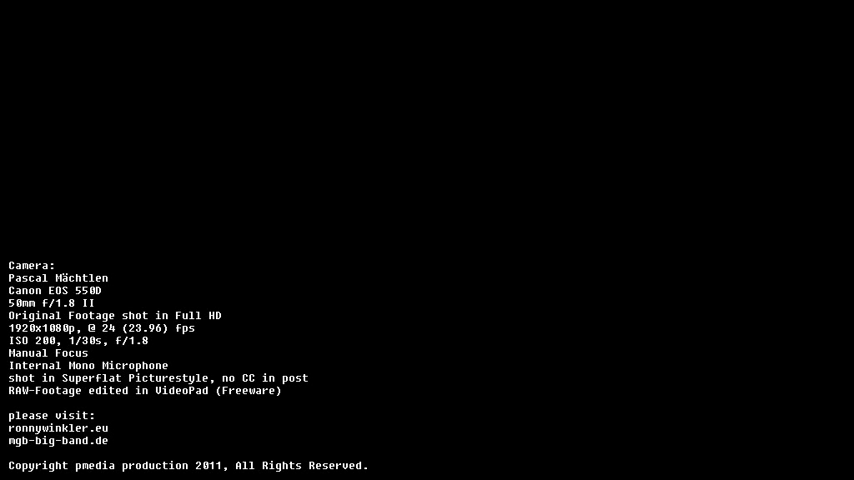 Camera:
Pascal Mächtlen
Canon EOS 550D
50mm f/1.8 II
Original Footage shot in Full HD
1920x1080p, @ 24 (23.96) fps
ISO 200, 1/30s, f/1.8
Manual Focus
Internal Mono Microphone
shot in Superflat Picturestyle, no CC in post
RAW-Footage edited in VideoPad (Freeware)
please visit:
ronnywinkler.eu
mgb-big-band.de
Copyright pmedia production 2011, All Rights Reserved.